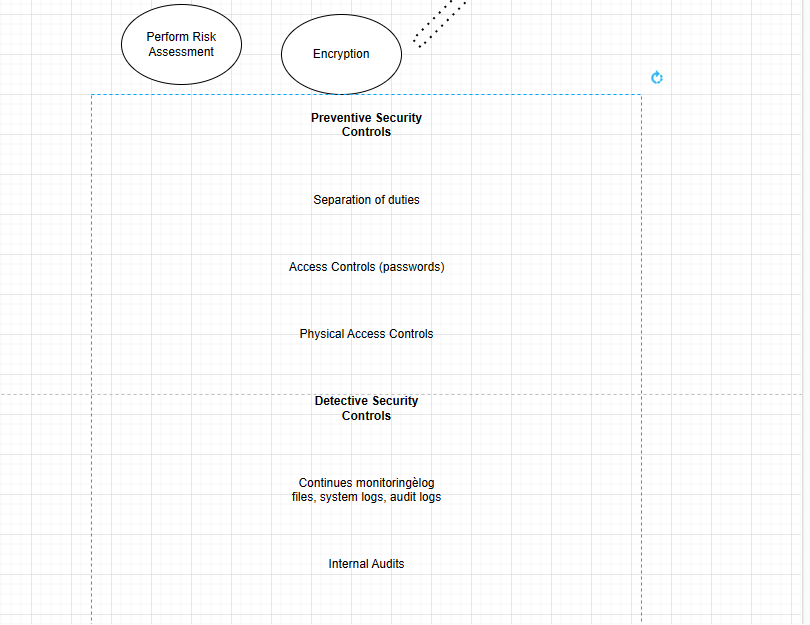 Perform Risk
Assessment
Encryption
Preventive Security
Controls
Separation of duties
Access Controls (passwords)
Physical Access Controls
Detective Security
Controls
Continues monitoringèlog
files, system logs, audit logs
Internal Audits